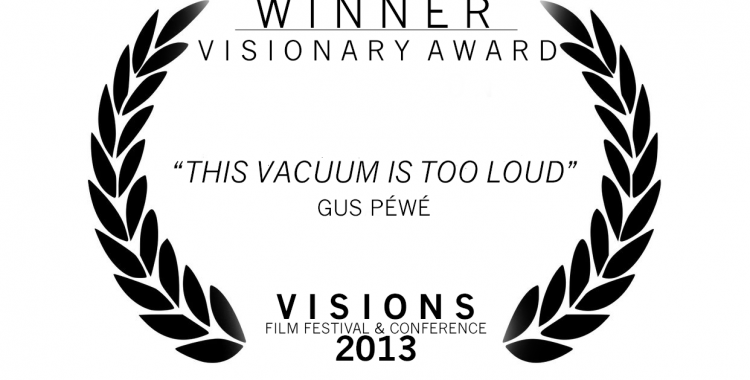 WINNER
VISIONARY AWARD
“THIS VACUUM IS TOO LOUD”
GUS PÉWÉ
VISIONS
FILM FESTIVAL & CONFERENCE
2013